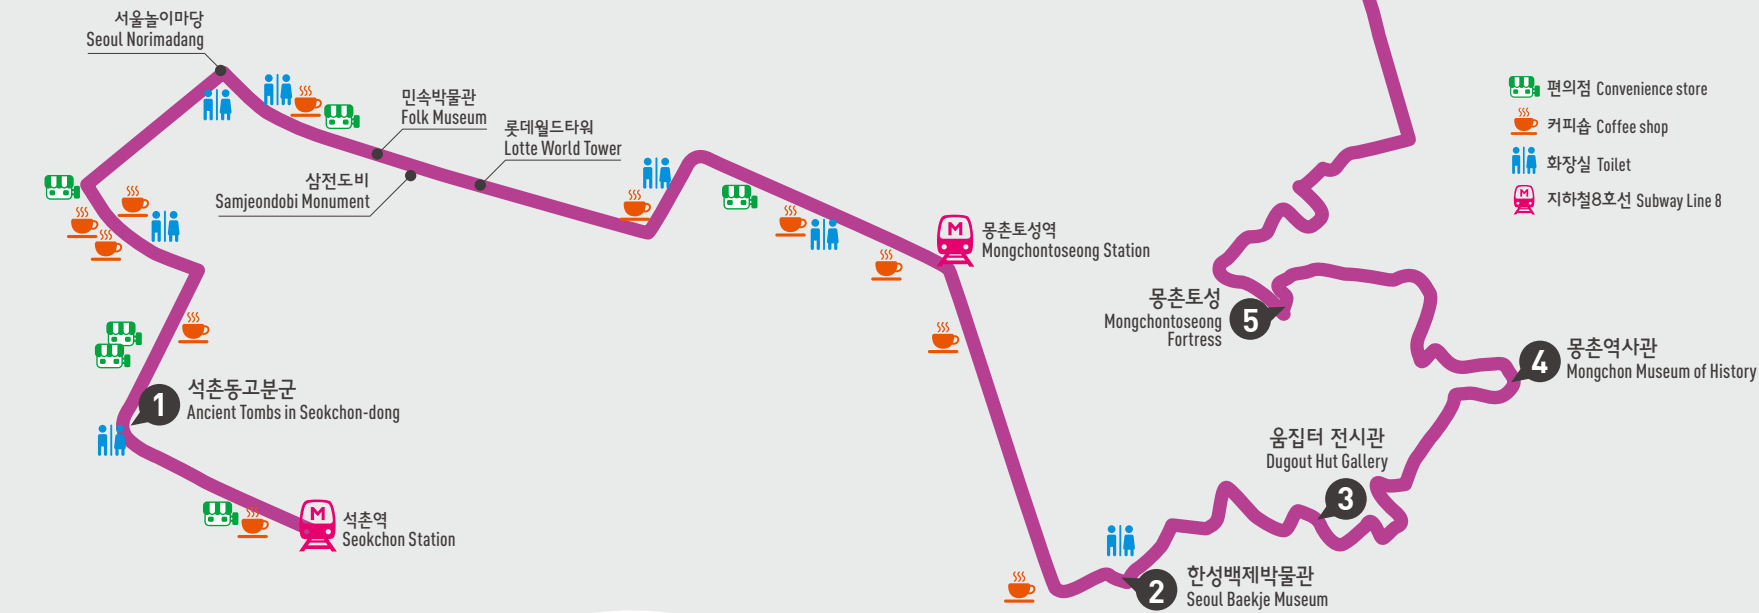 서울놀이마당
Seoul Norimadang
민속박물관
Folk Museum
롯데월드타워
Lotte World Tower
삼전도비
Samjeondobi Monument
편의점 Convenience store
커피숍 Coffee shop
화장실 Toilet
M 지하철8호선 Subway Line 8
M
몽촌토성역
Mongchontoseong Station
몽촌토성
Mongchontoseong
Fortress
5
4
몽촌역사관
Mongchon Museum of History
1
석촌동고분군
Ancient Tombs in Seokchon-dong
움집터 전시관
Dugout Hut Gallery
3
M
석촌역
Seokchon Station
2
한성백제박물관
Seoul Baekje Museum